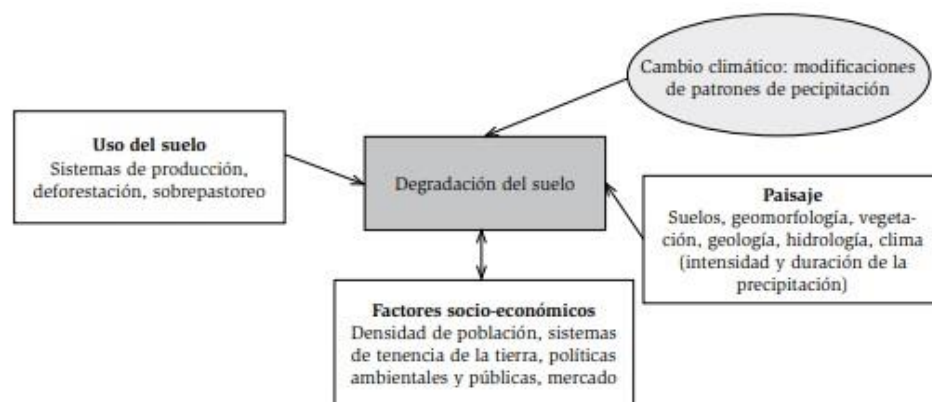 Cambio climático: modificaciones
de patrones de pecipitación
Uso del suelo
Sistemas de producción,
deforestación, sobrepastoreo
Degradación del suelo
Paisaje
Suelos, geomorfología, vegeta-
ción, geología, hidrología, clima
(intensidad y duración de la
precipitación)
Factores socio-económicos
Densidad de población, sistemas
de tenencia de la tierra, políticas
ambientales y públicas, mercado